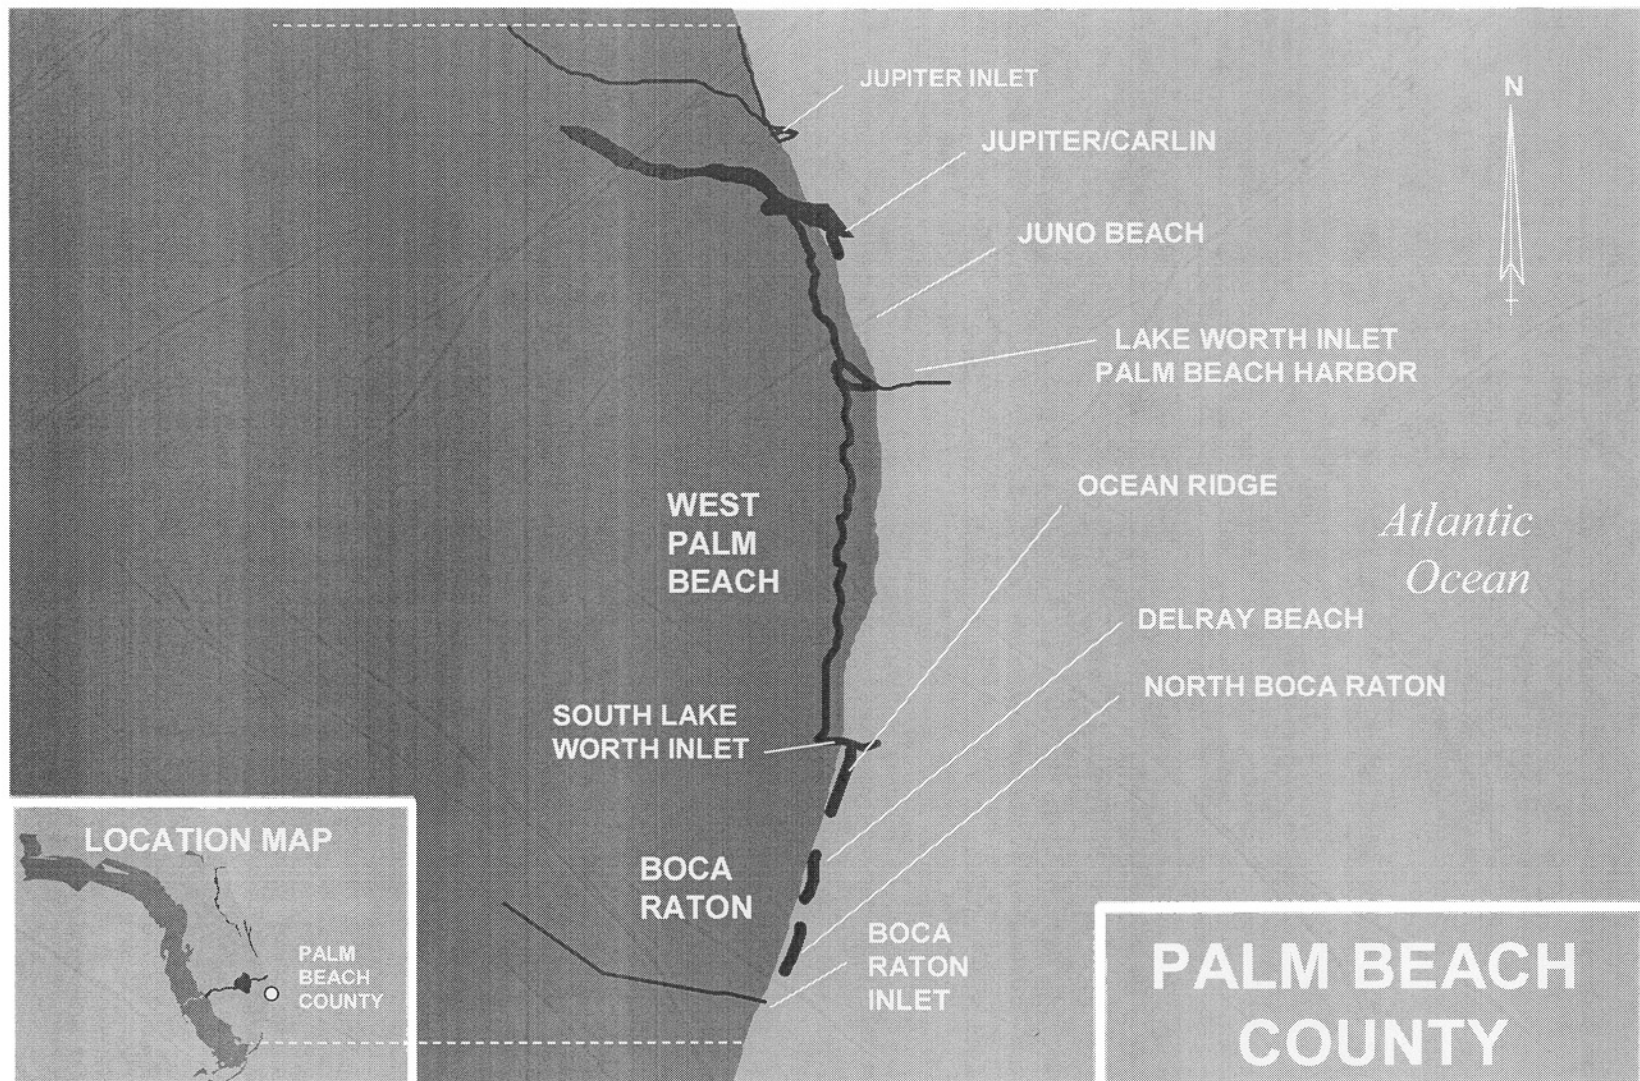 JUPITER INLET
N
JUPITER/CARLIN
JUNO BEACH
LAKE WORTH INLET
PALM BEACH HARBOR
OCEAN RIDGE
WEST
PALM
BEACH
Atlantic
Ocean
DELRAY BEACH
NORTH BOCA RATON
SOUTH LAKE
WORTH INLET
LOCATION MAP
PALM
BEACH
COUNTY
BOCA
RATON
BOCA
RATON
INLET
PALM BEACH
COUNTY